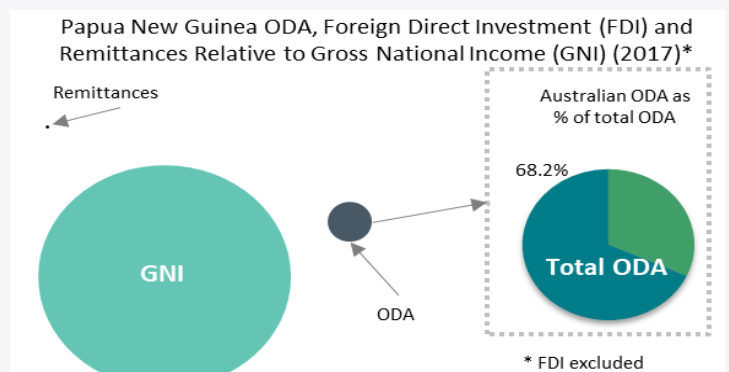 Papua New Guinea ODA, Foreign Direct Investment (FDI) and
Remittances Relative to Gross National Income (GNI) (2017)*
Remittances
Australian ODA as
% of total ODA
68.2%
GNI
Total ODA
ODA
* FDI excluded